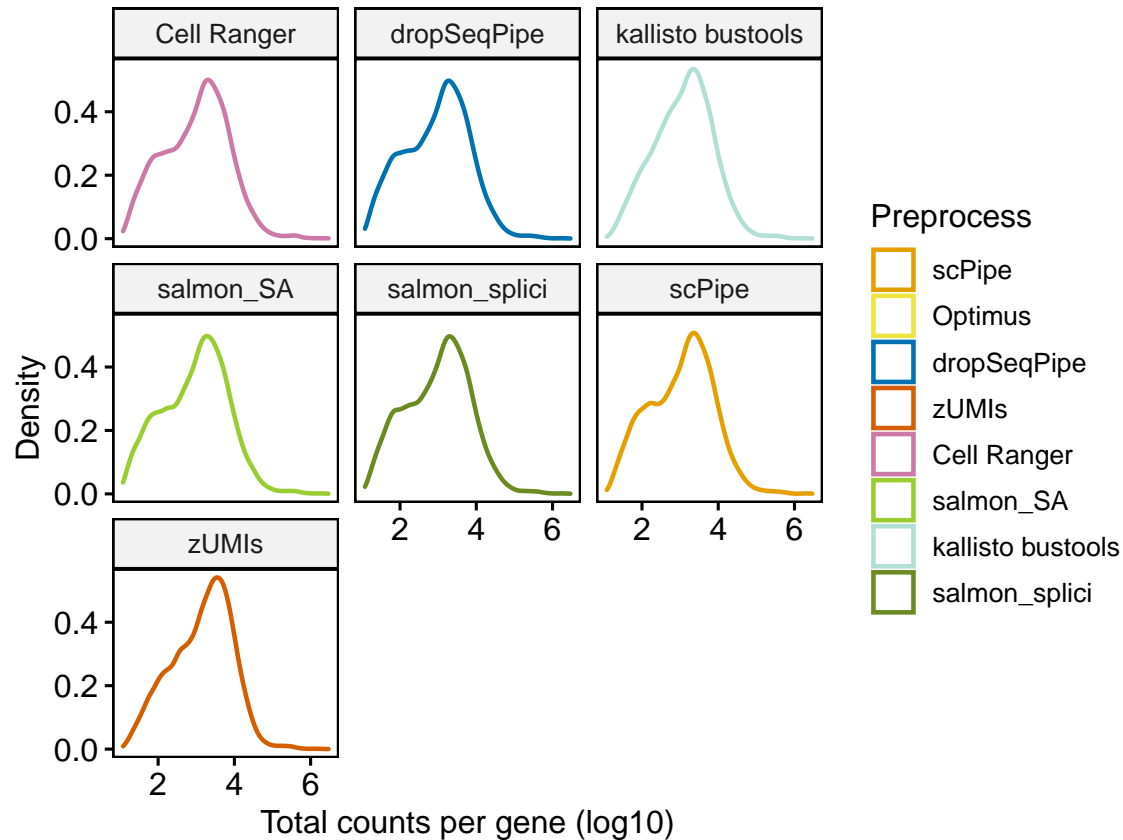 Cell Ranger
dropSeqPipe
kallisto bustools
0.4
0.2
0.0
salmon_SA
salmon_splici
scPipe
0.4
0.2
0.0
2 4 6
2 4 6
zUMIs
0.4
0.2
0.0
2 4 6
Density
Total counts per gene (log10)
Preprocess
scPipe
Optimus
dropSeqPipe
zUMIs
Cell Ranger
salmon_SA
kallisto bustools
salmon_splici